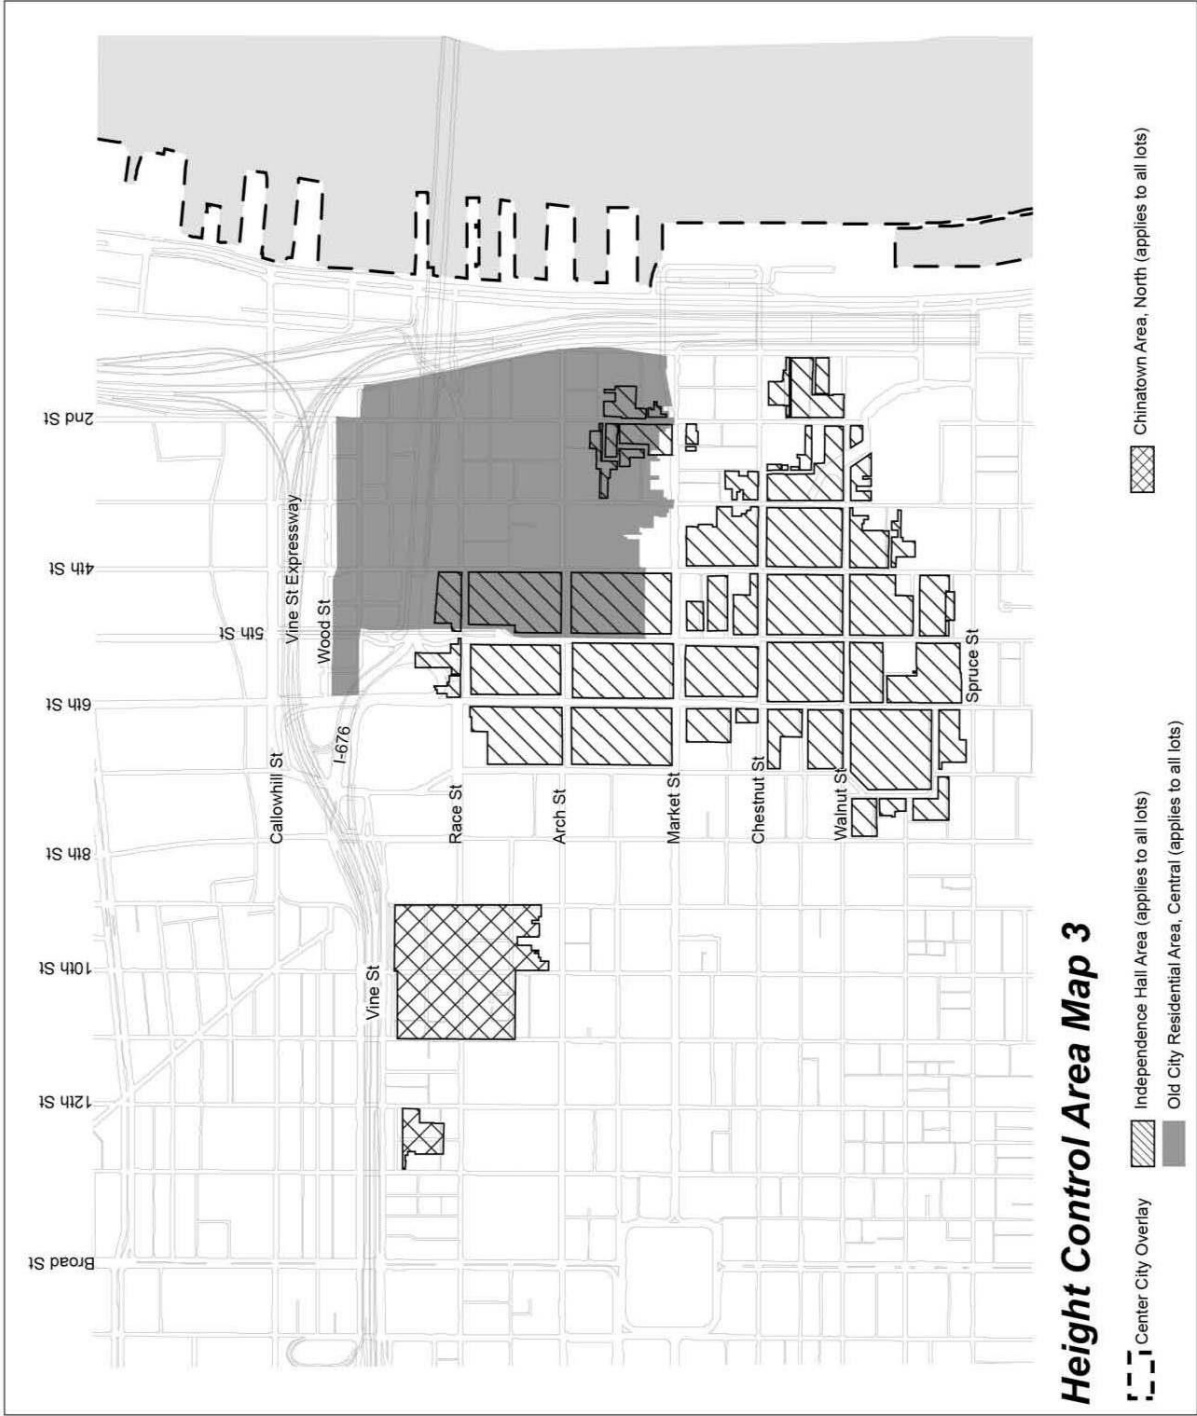 2nd St
4th St
5th St
6th St
8th St
10th St
12th St
Broad St
Vine St Expressway
Wood St
Callowhill St
I-676
Vine St
Race St
Arch St
Market St
Chestnut St
Walnut St
Spruce St
Height Control Area Map 3
Center City Overlay
Independence Hall Area (applies to all lots)
Old City Residential Area, Central (applies to all lots)
Chinatown Area, North (applies to all lots)